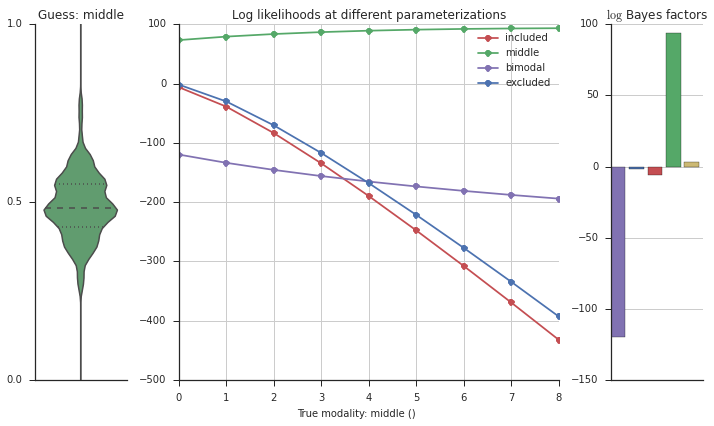 Guess: middle
1.0
0.5
0.0
Log likelihoods at different parameterizations
100
0
−100
−200
−300
−400
−500
included
middle
bimodal
excluded
0 1 2 3 4 5 6 7 8
True modality: middle ()
log Bayes factors
100
50
0
−50
−100
−150